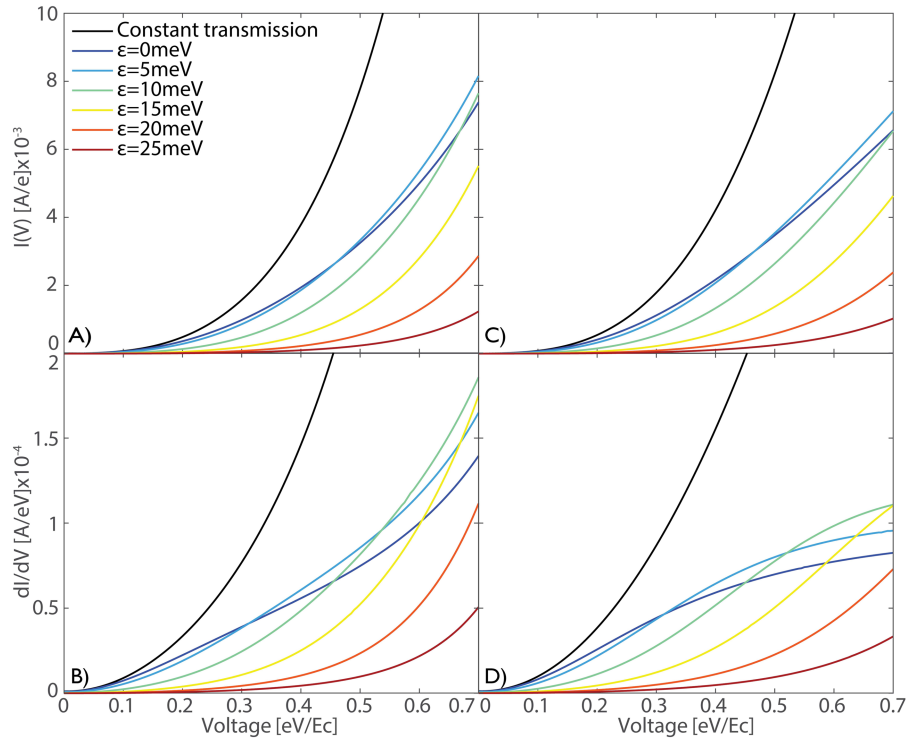 10
8
6
4
2
0
I(V) [A/e]x10⁻³
Constant transmission
ε=0meV
ε=5meV
ε=10meV
ε=15meV
ε=20meV
ε=25meV
A)
C)
2
1.5
1
0.5
0
dI/dV [A/eV]x10⁻⁴
B)
D)
0 0.1 0.2 0.3 0.4 0.5 0.6 0.7
0.1 0.2 0.3 0.4 0.5 0.6 0.7
Voltage [eV/Ec]
Voltage [eV/Ec]